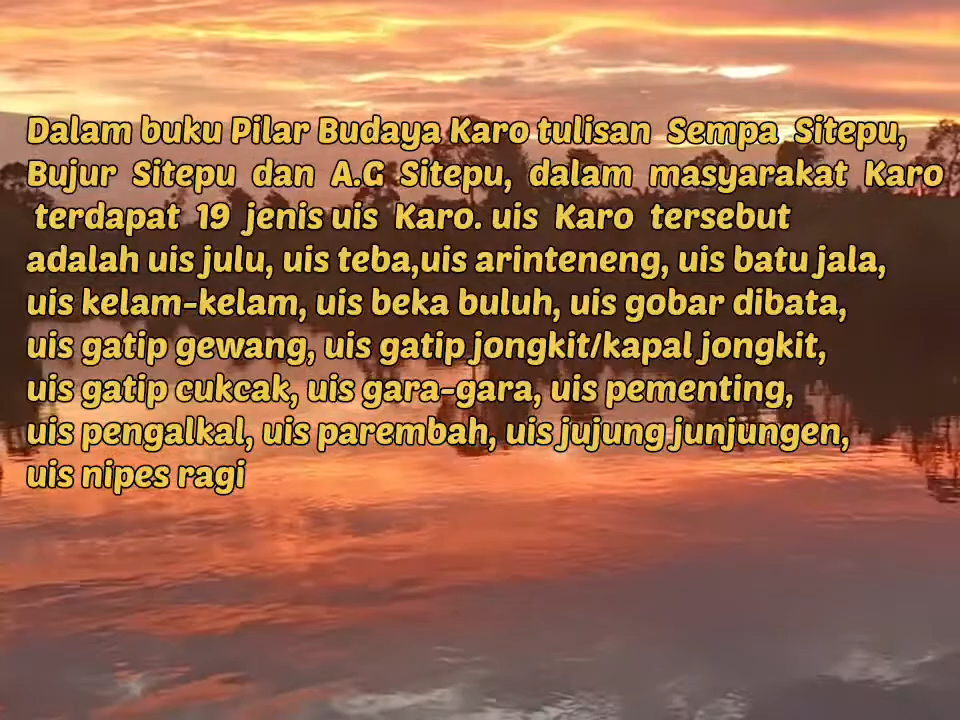 Dalam buku Pilar Budaya Karo tulisan Sempa Sitepu,
Bujur Sitepu dan A.G Sitepu, dalam masyarakat Karo
terdapat 19 jenis uis Karo. uis Karo tersebut
adalah uis julu, uis teba,uis arinteneng, uis batu jala,
uis kelam-kelam, uis beka buluh, uis gobar dibata,
uis gatip gewang, uis gatip jongkit/kapal jongkit,
uis gatip cukcak, uis gara-gara, uis pementing,
uis pengalkal, uis parembah, uis jujung junjungen,
uis nipes ragi